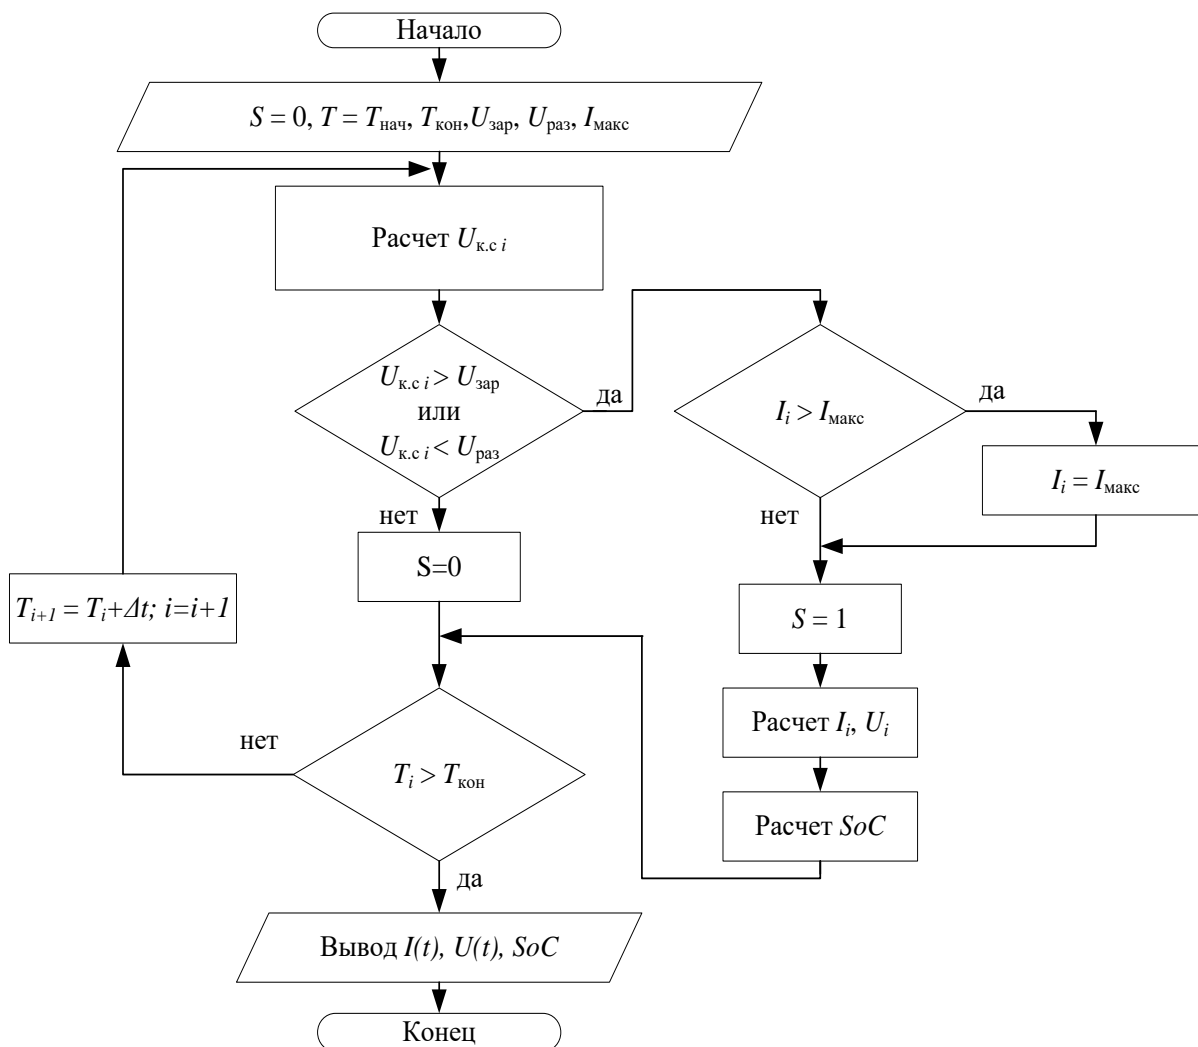 Начало
S = 0, T = Tнач, Tкон,Uзар, Uраз, Iмакс
Расчет Uк.с i
Uк.с i > Uзар
или
Uк.с i < Uраз
да
Ii > Iмакс
да
Ii = Iмакс
нет
нет
S=0
Ti+1 = Ti+Δt; i=i+1
S = 1
Расчет Ii, Ui
нет
Ti > Tкон
Расчет SoC
да
Вывод I(t), U(t), SoC
Конец